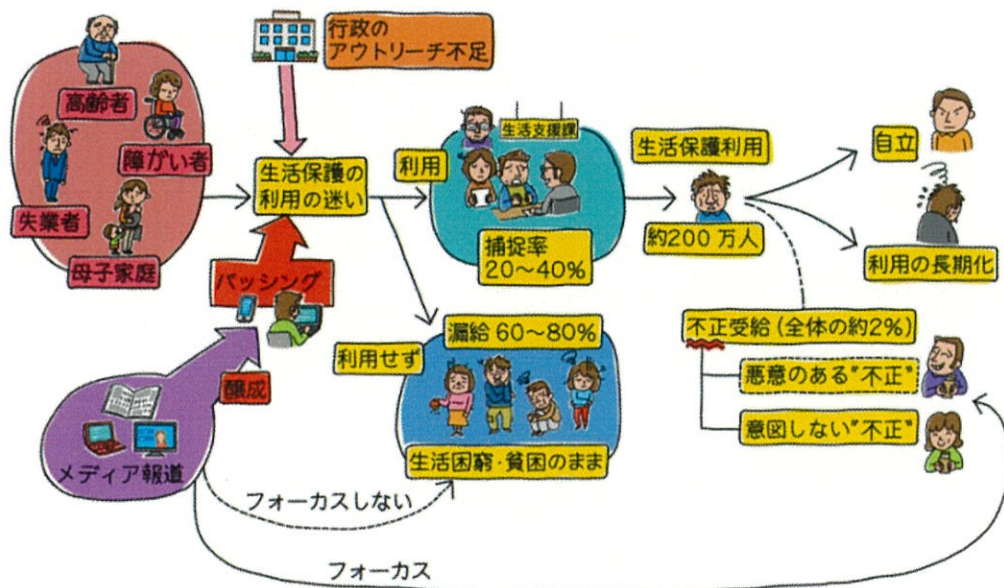 行政の
アウトリーチ不足
高齢者
障がい者
失業者
母子家庭
生活保護の
利用の迷い
バッシング
醸成
メディア報道
利用
生活支援課
捕捉率
20～40%
利用せず
漏給 60～80%
生活困窮・貧困のまま
生活保護利用
約200万人
自立
利用の長期化
不正受給(全体の約2%)
悪意のある"不正"
意図しない"不正"
フォーカスしない
フォーカス